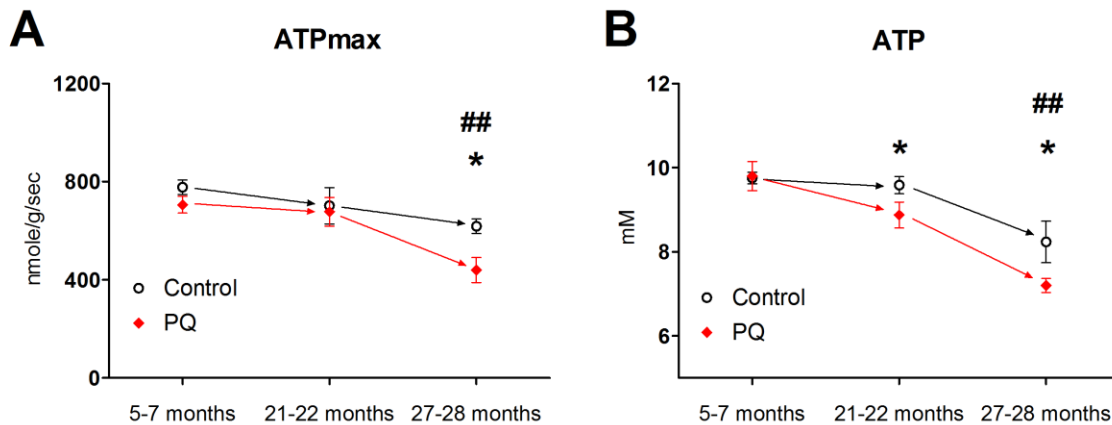 A
ATPmax
1200
800
400
0
nmole/g/sec
##
*
Control
PQ
5-7 months 21-22 months 27-28 months
B
ATP
12
10
8
6
mM
*
##
*
Control
PQ
5-7 months 21-22 months 27-28 months